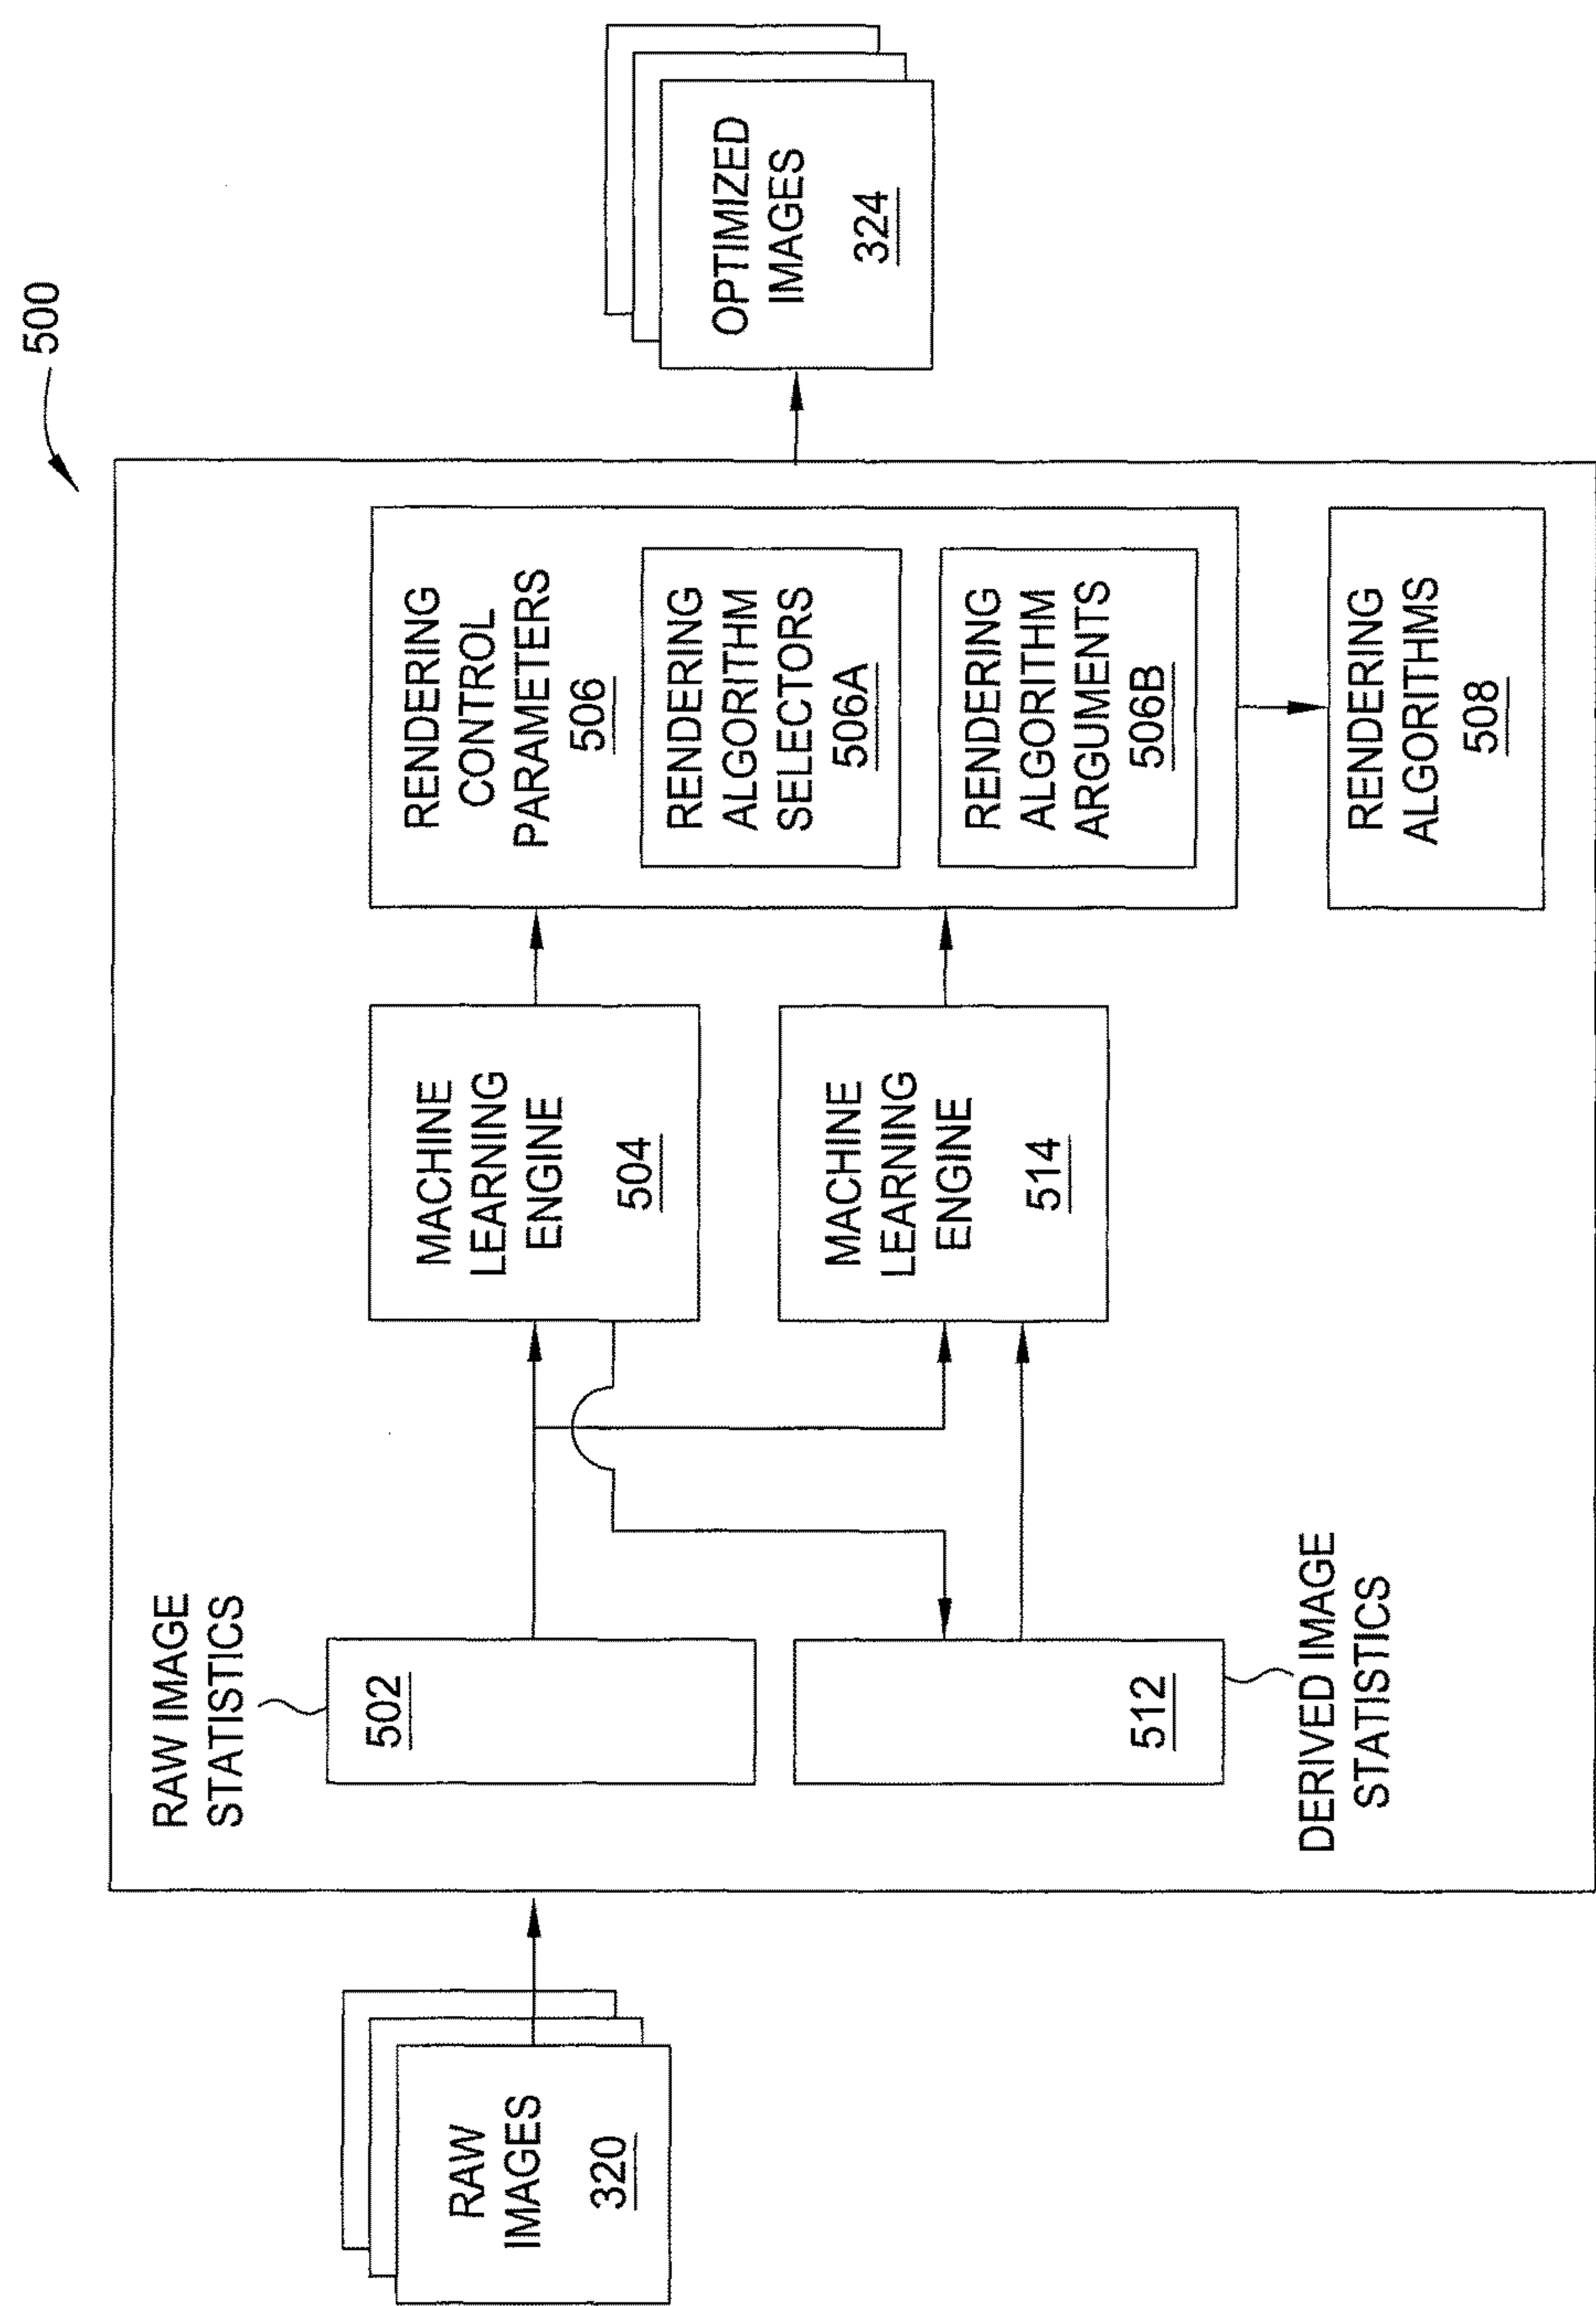 500
RAW
IMAGES
320
RAW IMAGE
STATISTICS
502
512
DERIVED IMAGE
STATISTICS
MACHINE
LEARNING
ENGINE
504
MACHINE
LEARNING
ENGINE
514
RENDERING
CONTROL
PARAMETERS
506
RENDERING
ALGORITHM
SELECTORS
506A
RENDERING
ALGORITHM
ARGUMENTS
506B
RENDERING
ALGORITHMS
508
OPTIMIZED
IMAGES
324